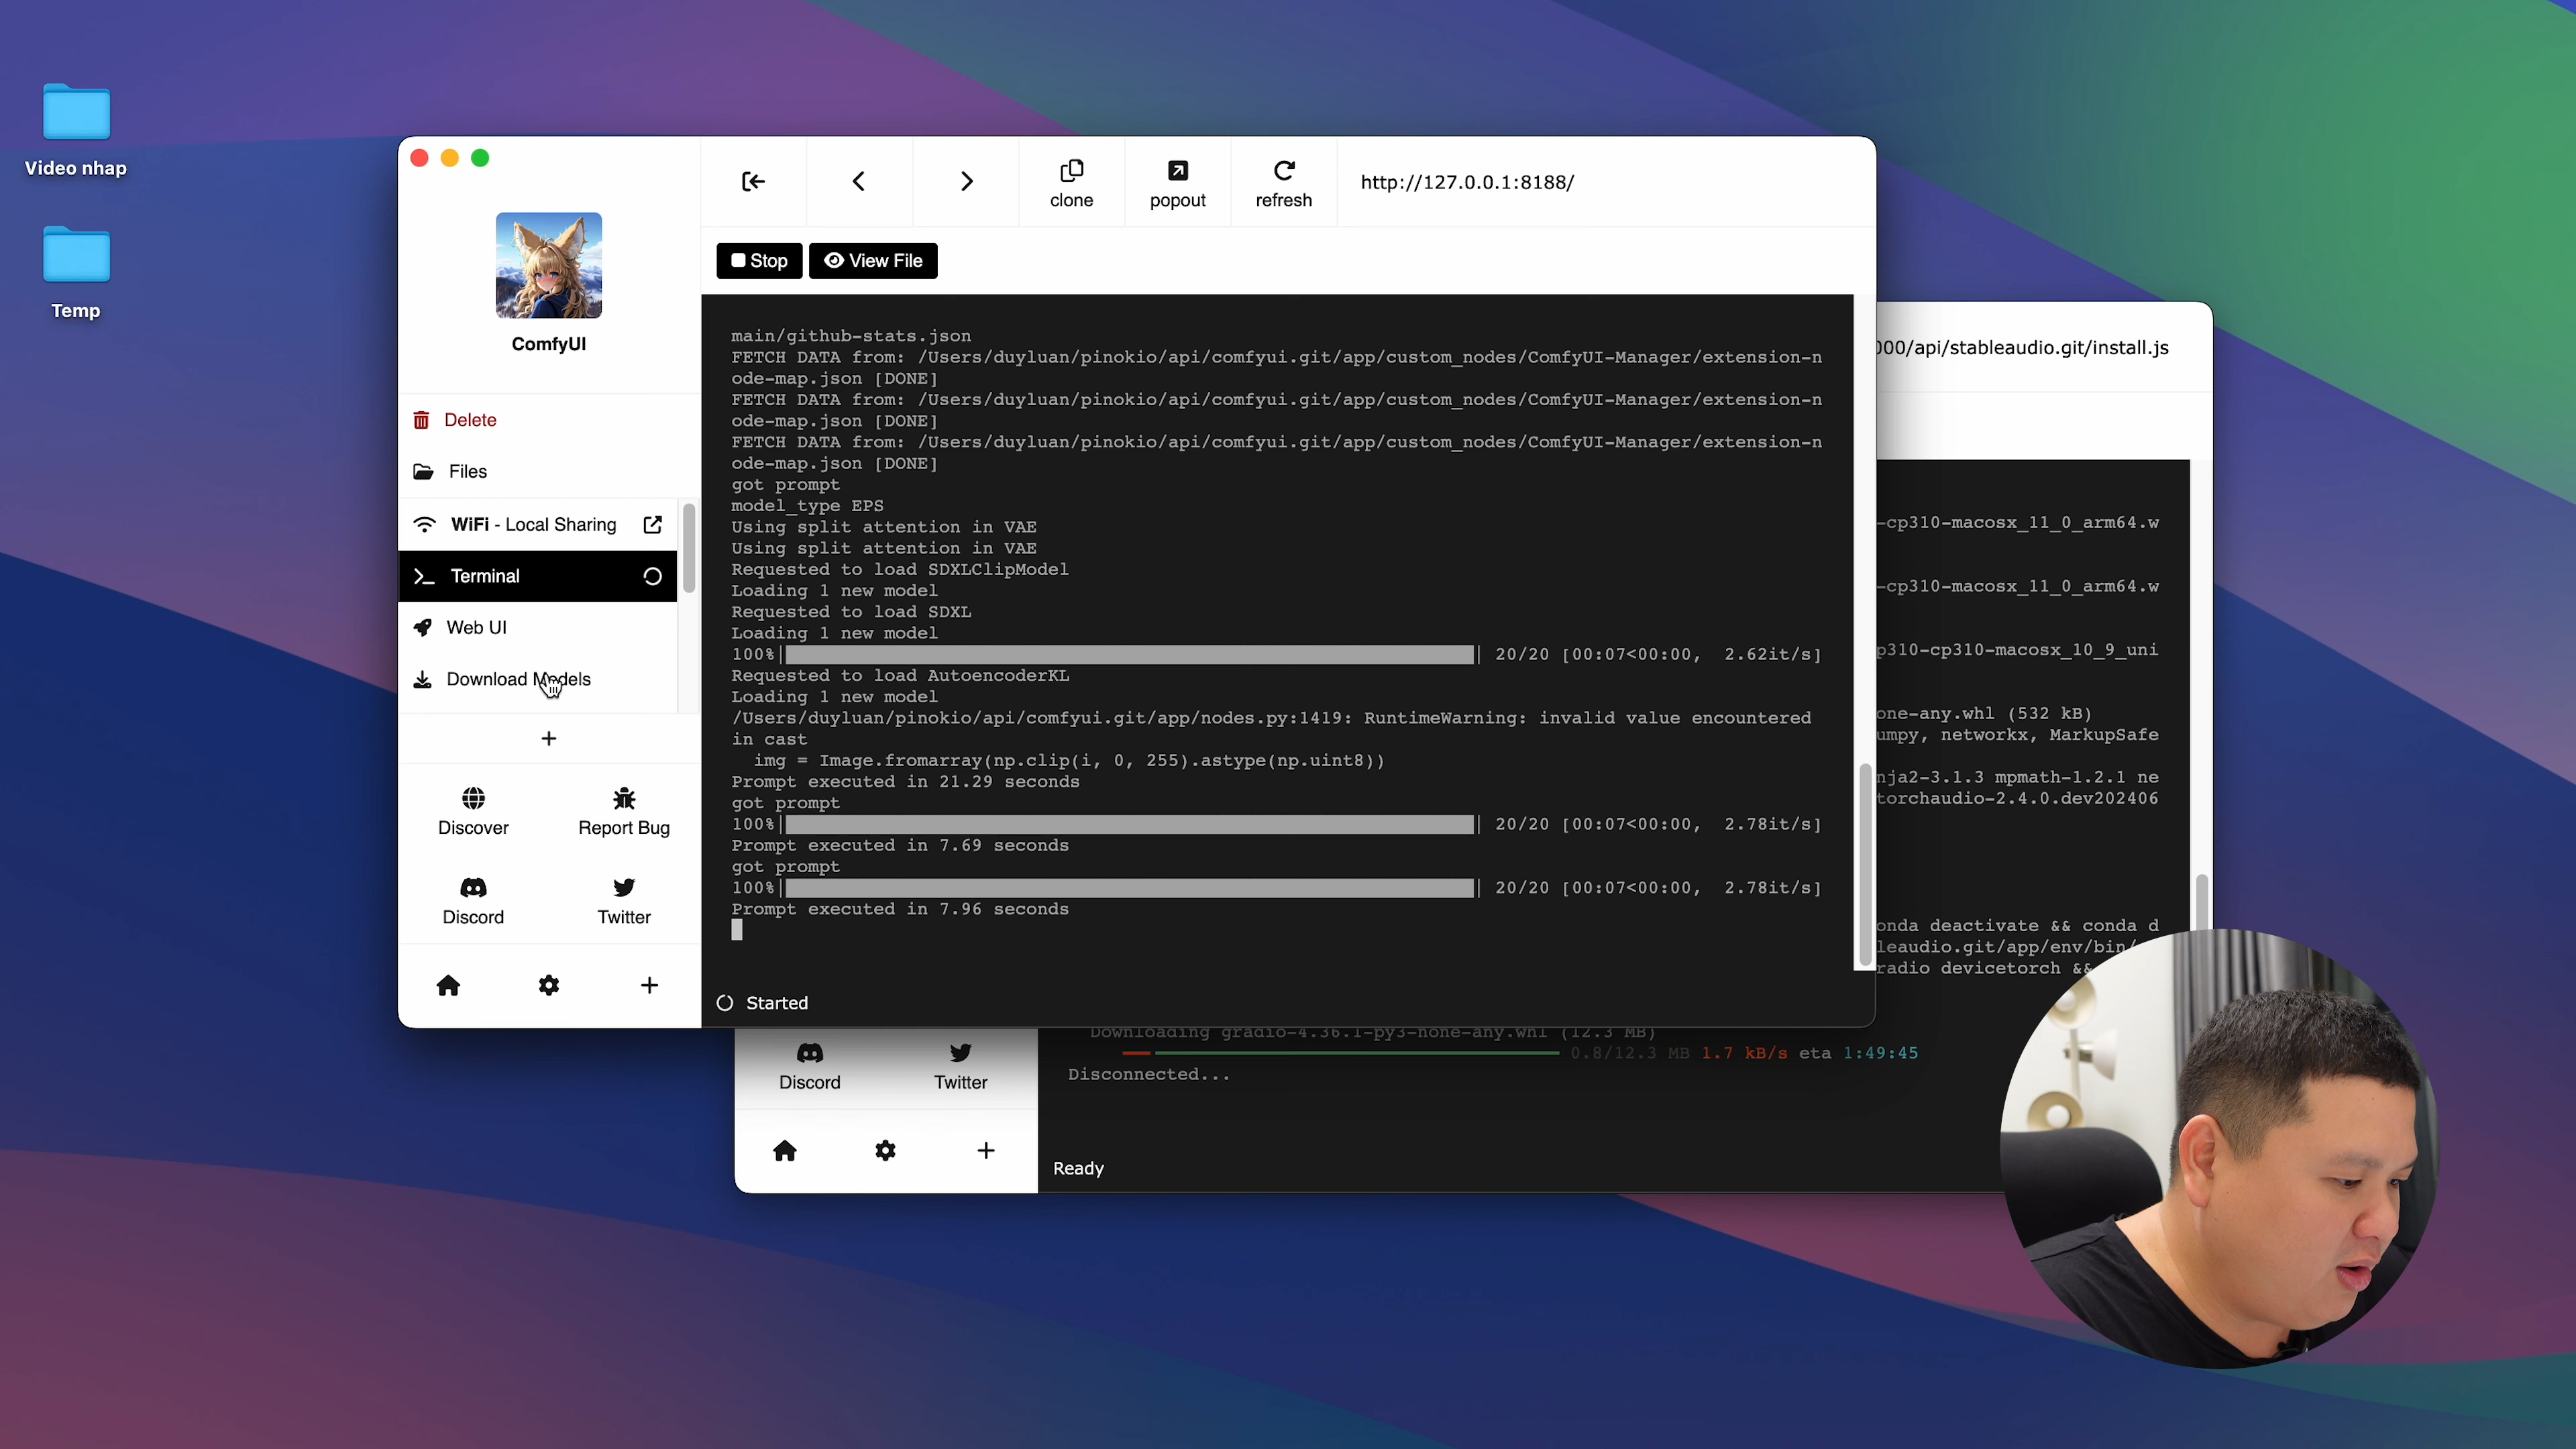 Video nhap
Temp
ComfyUI
Delete
Files
WiFi - Local Sharing
Terminal
Web UI
Download Models
+
Discover
Report Bug
Discord
Twitter
clone
popout
refresh
http://127.0.0.1:8188/
Stop
View File
main/github-stats.json
FETCH DATA from: /Users/duyluan/pinokio/api/comfyui.git/app/custom_nodes/ComfyUI-Manager/extension-n
ode-map.json [DONE]
FETCH DATA from: /Users/duyluan/pinokio/api/comfyui.git/app/custom_nodes/ComfyUI-Manager/extension-n
ode-map.json [DONE]
FETCH DATA from: /Users/duyluan/pinokio/api/comfyui.git/app/custom_nodes/ComfyUI-Manager/extension-n
ode-map.json [DONE]
got prompt
model_type EPS
Using split attention in VAE
Using split attention in VAE
Requested to load SDXLClipModel
Loading 1 new model
Requested to load SDXL
Loading 1 new model
100%| | 20/20 [00:07<00:00, 2.62it/s]
Requested to load AutoencoderKL
Loading 1 new model
/Users/duyluan/pinokio/api/comfyui.git/app/nodes.py:1419: RuntimeWarning: invalid value encountered
in cast
img = Image.fromarray(np.clip(i, 0, 255).astype(np.uint8))
Prompt executed in 21.29 seconds
got prompt
100%| | 20/20 [00:07<00:00, 2.78it/s]
Prompt executed in 7.69 seconds
got prompt
100%| | 20/20 [00:07<00:00, 2.78it/s]
Prompt executed in 7.96 seconds
Started
000/api/stableaudio.git/install.js
-cp310-macosx_11_0_arm64.w
-cp310-macosx_11_0_arm64.w
p310-cp310-macosx_10_9_uni
one-any.whl (532 kB)
umpy, networkx, MarkupSafe
nja2-3.1.3 mpmath-1.2.1 ne
torchaudio-2.4.0.dev202406
onda deactivate && conda d
leaudio.git/app/env/bin/
radio devicetorch &&
Downloading gradio-4.36.1-py3-none-any.whl (12.3 MB)
0.8/12.3 MB 1.7 kB/s eta 1:49:45
Disconnected...
Discord
Twitter
Ready